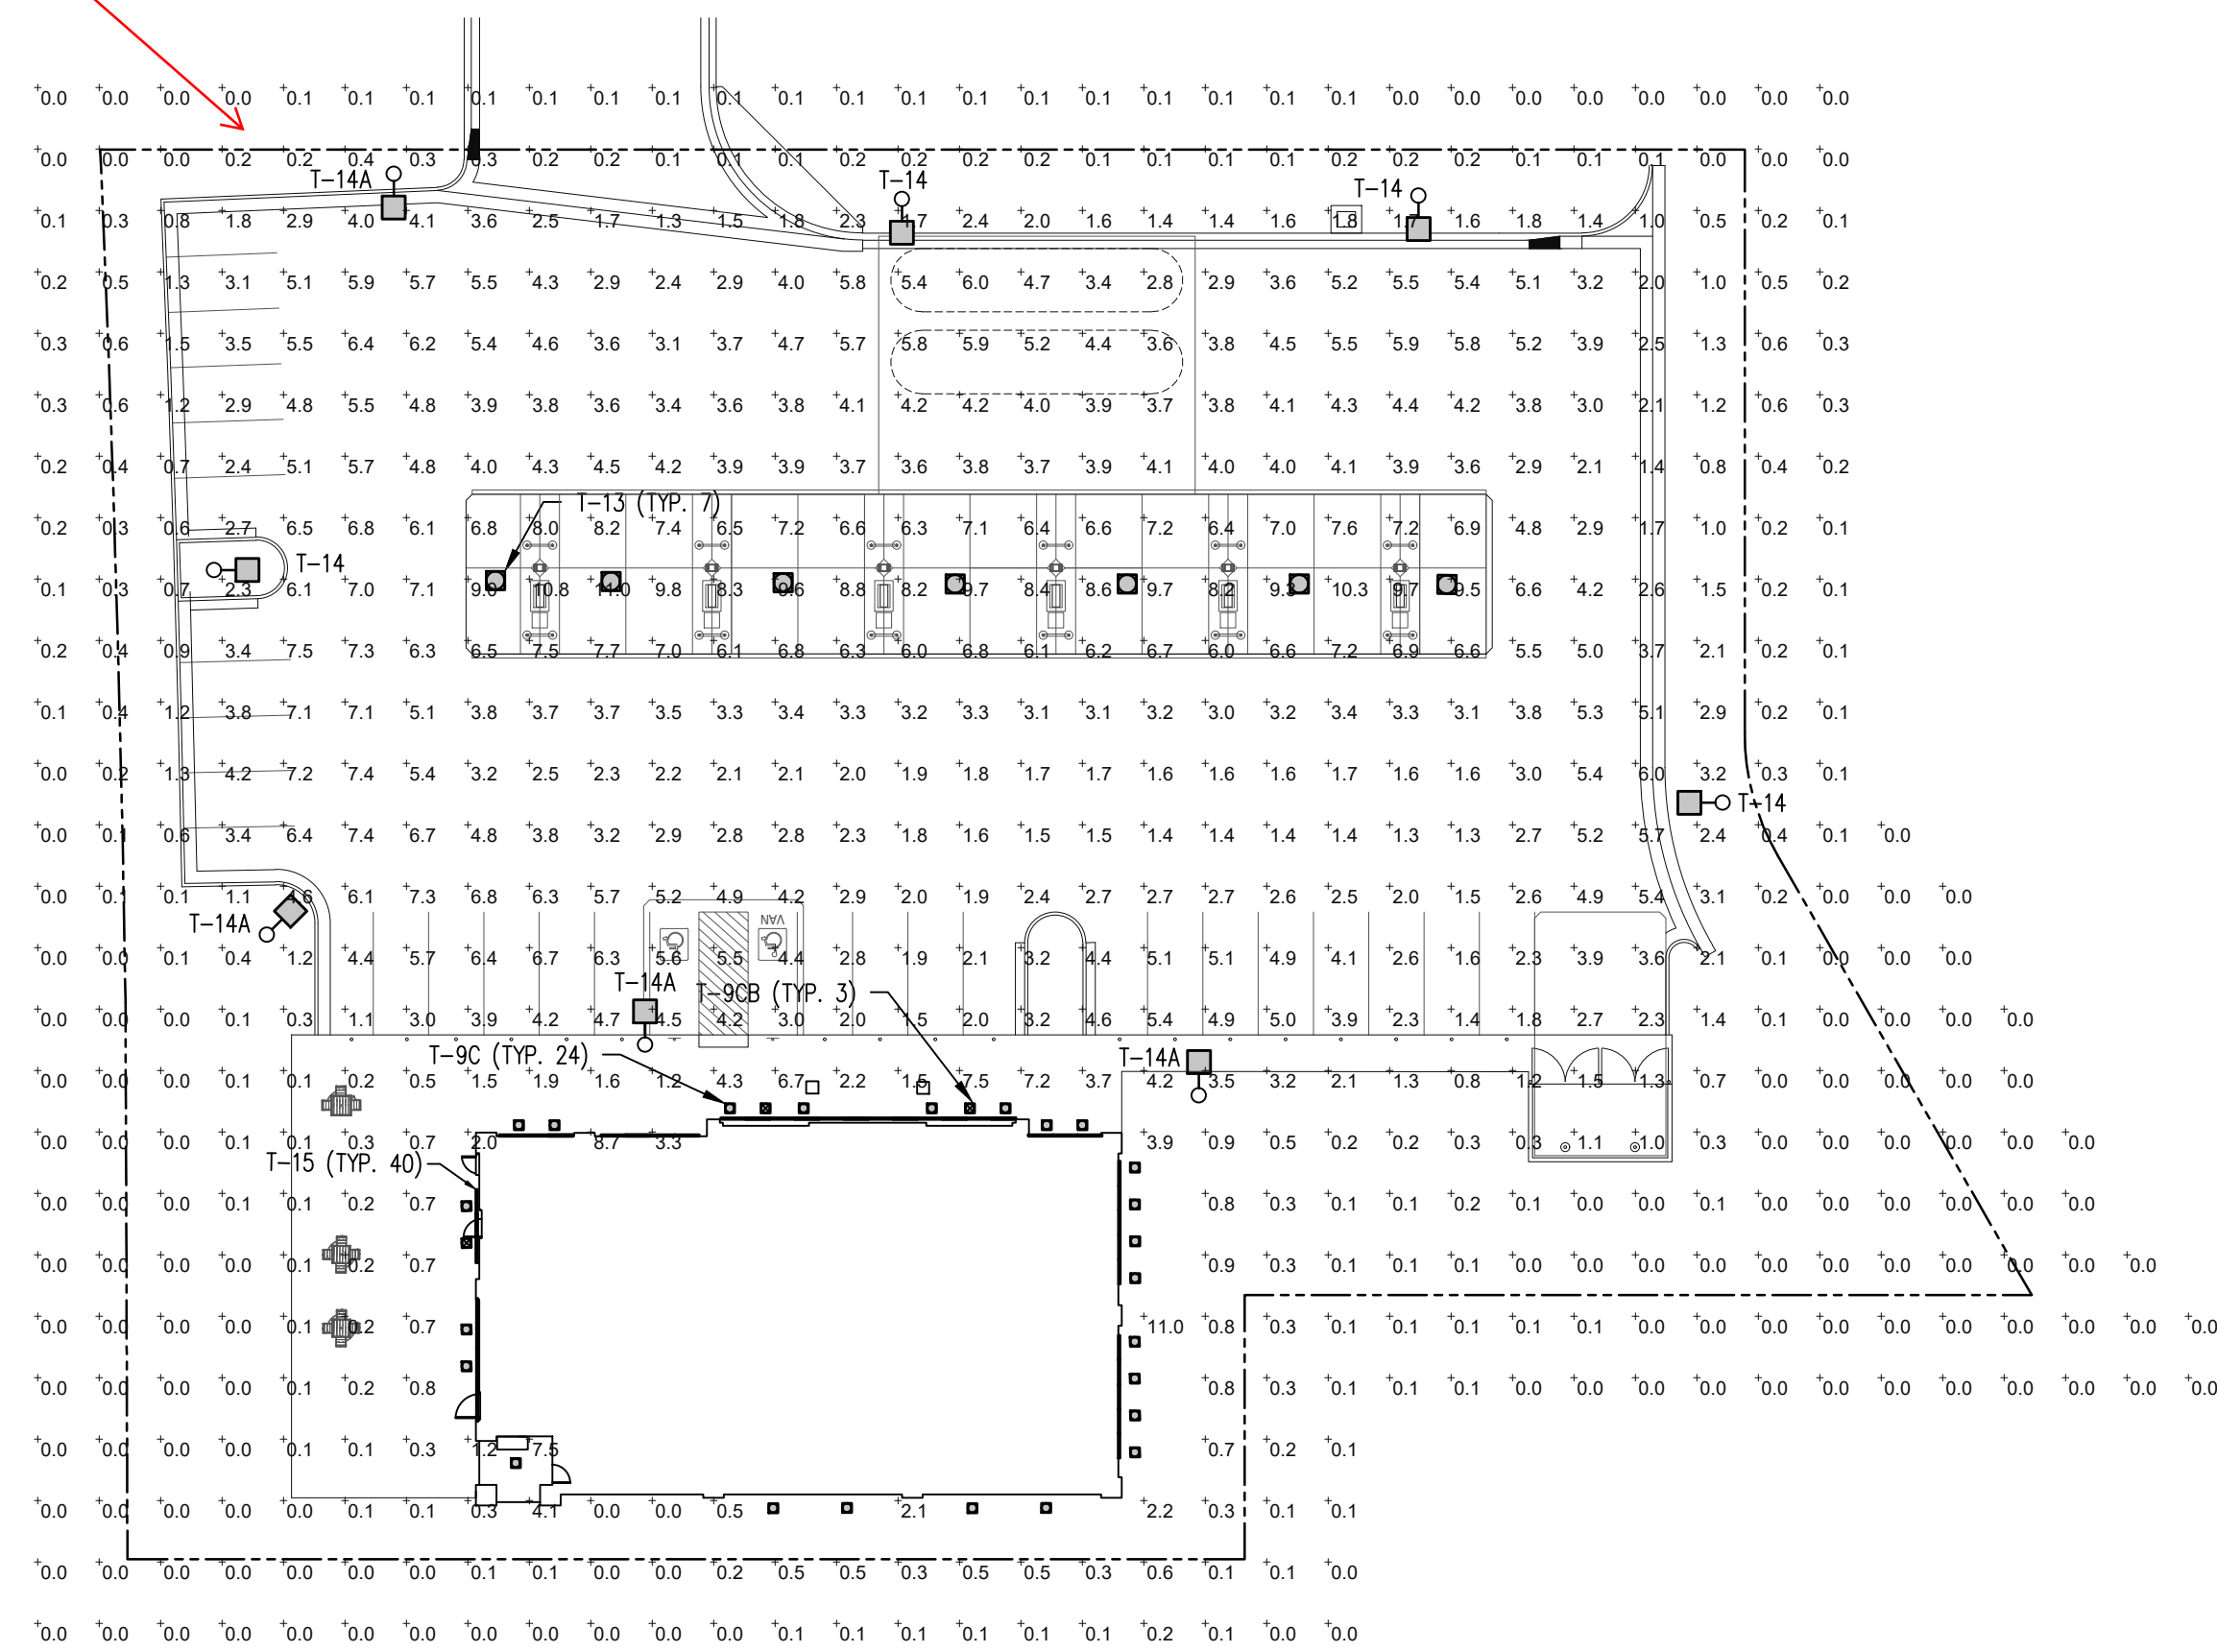 0.0 0.0 0.0 0.0 0.1 0.1 0.1 0.1 0.1 0.1 0.1 0.1 0.1 0.1 0.1 0.1 0.1 0.1 0.1 0.1 0.1 0.1 0.0 0.0 0.0 0.0 0.0 0.0 0.0 0.0
0.0 0.0 0.0 0.2 0.2 0.4 0.3 0.3 0.2 0.2 0.1 0.1 0.1 0.2 0.2 0.2 0.2 0.1 0.1 0.1 0.1 0.2 0.2 0.2 0.1 0.1 0.1 0.0 0.0 0.0
T-14A T-14 T-14
0.1 0.3 0.8 1.8 2.9 4.0 4.1 3.6 2.5 1.7 1.3 1.5 1.8 2.3 1.7 2.4 2.0 1.6 1.4 1.4 1.6 1.8 1.7 1.6 1.8 1.4 1.0 0.5 0.2 0.1
0.2 0.5 1.3 3.1 5.1 5.9 5.7 5.5 4.3 2.9 2.4 2.9 4.0 5.8 5.4 6.0 4.7 3.4 2.8 2.9 3.6 5.2 5.5 5.4 5.1 3.2 2.0 1.0 0.5 0.2
0.3 0.6 1.5 3.5 5.5 6.4 6.2 5.4 4.6 3.6 3.1 3.7 4.7 5.7 5.8 5.9 5.2 4.4 3.6 3.8 4.5 5.5 5.9 5.8 5.2 3.9 2.5 1.3 0.6 0.3
0.3 0.6 1.2 2.9 4.8 5.5 4.8 3.9 3.8 3.6 3.4 3.6 3.8 4.1 4.2 4.2 4.0 3.9 3.7 3.8 4.1 4.3 4.4 4.2 3.8 3.0 2.1 1.2 0.6 0.3
0.2 0.4 0.7 2.4 5.1 5.7 4.8 4.0 4.3 4.5 4.2 3.9 3.9 3.7 3.6 3.8 3.7 3.9 4.1 4.0 4.0 4.1 3.9 3.6 2.9 2.1 1.4 0.8 0.4 0.2
T-13 (TYP. 7)
0.2 0.3 0.6 2.7 6.5 6.8 6.1 6.8 8.0 8.2 7.4 6.5 7.2 6.6 6.3 7.1 6.4 6.6 7.2 6.4 7.0 7.6 7.2 6.9 4.8 2.9 1.7 1.0 0.2 0.1
T-14
0.1 0.3 0.7 2.3 6.1 7.0 7.1 9.0 10.8 11.0 9.8 8.3 9.6 8.8 8.2 9.7 8.4 8.6 9.7 8.2 9.3 10.3 9.7 9.5 6.6 4.2 2.6 1.5 0.2 0.1
0.2 0.4 0.9 3.4 7.5 7.3 6.3 6.5 7.5 7.7 7.0 6.1 6.8 6.3 6.0 6.8 6.1 6.2 6.7 6.0 6.6 7.2 6.9 6.6 5.5 5.0 3.7 2.1 0.2 0.1
0.1 0.4 1.2 3.8 7.1 7.1 5.1 3.8 3.7 3.7 3.5 3.3 3.4 3.3 3.2 3.3 3.1 3.1 3.2 3.0 3.2 3.4 3.3 3.1 3.8 5.3 5.1 2.9 0.2 0.1
0.0 0.2 1.3 4.2 7.2 7.4 5.4 3.2 2.5 2.3 2.2 2.1 2.1 2.0 1.9 1.8 1.7 1.7 1.6 1.6 1.6 1.7 1.6 1.6 3.0 5.4 6.0 3.2 0.3 0.1
T-14
0.0 0.1 0.6 3.4 6.4 7.4 6.7 4.8 3.8 3.2 2.9 2.8 2.8 2.3 1.8 1.6 1.5 1.5 1.4 1.4 1.4 1.4 1.3 1.3 2.7 5.2 5.7 2.4 0.4 0.1 0.0
0.0 0.1 0.1 1.1 4.6 6.1 7.3 6.8 6.3 5.7 5.2 4.9 4.2 2.9 2.0 1.9 2.4 2.7 2.7 2.7 2.6 2.5 2.0 1.5 2.6 4.9 5.4 3.1 0.2 0.0 0.0 0.0
T-14A VAN
0.0 0.0 0.1 0.4 1.2 4.4 5.7 6.4 6.7 6.3 5.6 5.5 4.4 2.8 1.9 2.1 3.2 4.4 5.1 5.1 4.9 4.1 2.6 1.6 2.3 3.9 3.6 2.1 0.1 0.0 0.0 0.0
T-14A T-9CB (TYP. 3)
0.0 0.0 0.0 0.1 0.3 1.1 3.0 3.9 4.2 4.7 4.5 4.2 3.0 2.0 1.5 2.0 3.2 4.6 5.4 4.9 5.0 3.9 2.3 1.4 1.8 2.7 2.3 1.4 0.1 0.0 0.0 0.0 0.0
T-9C (TYP. 24) T-14A
0.0 0.0 0.0 0.1 0.1 0.2 0.5 1.5 1.9 1.6 1.2 4.3 6.7 2.2 1.5 7.5 7.2 3.7 4.2 3.5 3.2 2.1 1.3 0.8 1.2 1.5 1.3 0.7 0.0 0.0 0.0 0.0 0.0
0.0 0.0 0.0 0.1 0.1 0.3 0.7 2.0 8.7 3.3 3.9 0.9 0.5 0.2 0.2 0.3 0.3 1.1 1.0 0.3 0.0 0.0 0.0 0.0 0.0 0.0
T-15 (TYP. 40)
0.0 0.0 0.0 0.1 0.1 0.2 0.7 0.8 0.3 0.1 0.1 0.2 0.1 0.0 0.0 0.1 0.0 0.0 0.0 0.0 0.0 0.0
0.0 0.0 0.0 0.0 0.1 0.2 0.7 0.9 0.3 0.1 0.1 0.1 0.0 0.0 0.0 0.0 0.0 0.0 0.0 0.0 0.0 0.0 0.0
0.0 0.0 0.0 0.0 0.1 0.2 0.7 11.0 0.8 0.3 0.1 0.1 0.1 0.1 0.1 0.0 0.0 0.0 0.0 0.0 0.0 0.0 0.0 0.0 0.0
0.0 0.0 0.0 0.0 0.1 0.2 0.8 0.8 0.3 0.1 0.1 0.1 0.0 0.0 0.0 0.0 0.0 0.0 0.0 0.0 0.0 0.0 0.0 0.0
0.0 0.0 0.0 0.0 0.1 0.1 0.3 1.2 7.5 0.7 0.2 0.1
0.0 0.0 0.0 0.0 0.0 0.1 0.1 0.3 4.1 0.0 0.0 0.5 2.1 2.2 0.3 0.1 0.1
0.0 0.0 0.0 0.0 0.0 0.0 0.0 0.1 0.1 0.0 0.0 0.2 0.5 0.5 0.3 0.5 0.5 0.3 0.6 0.1 0.1 0.0
0.0 0.0 0.0 0.0 0.0 0.0 0.0 0.0 0.0 0.0 0.0 0.0 0.1 0.1 0.1 0.1 0.1 0.1 0.2 0.1 0.0 0.0